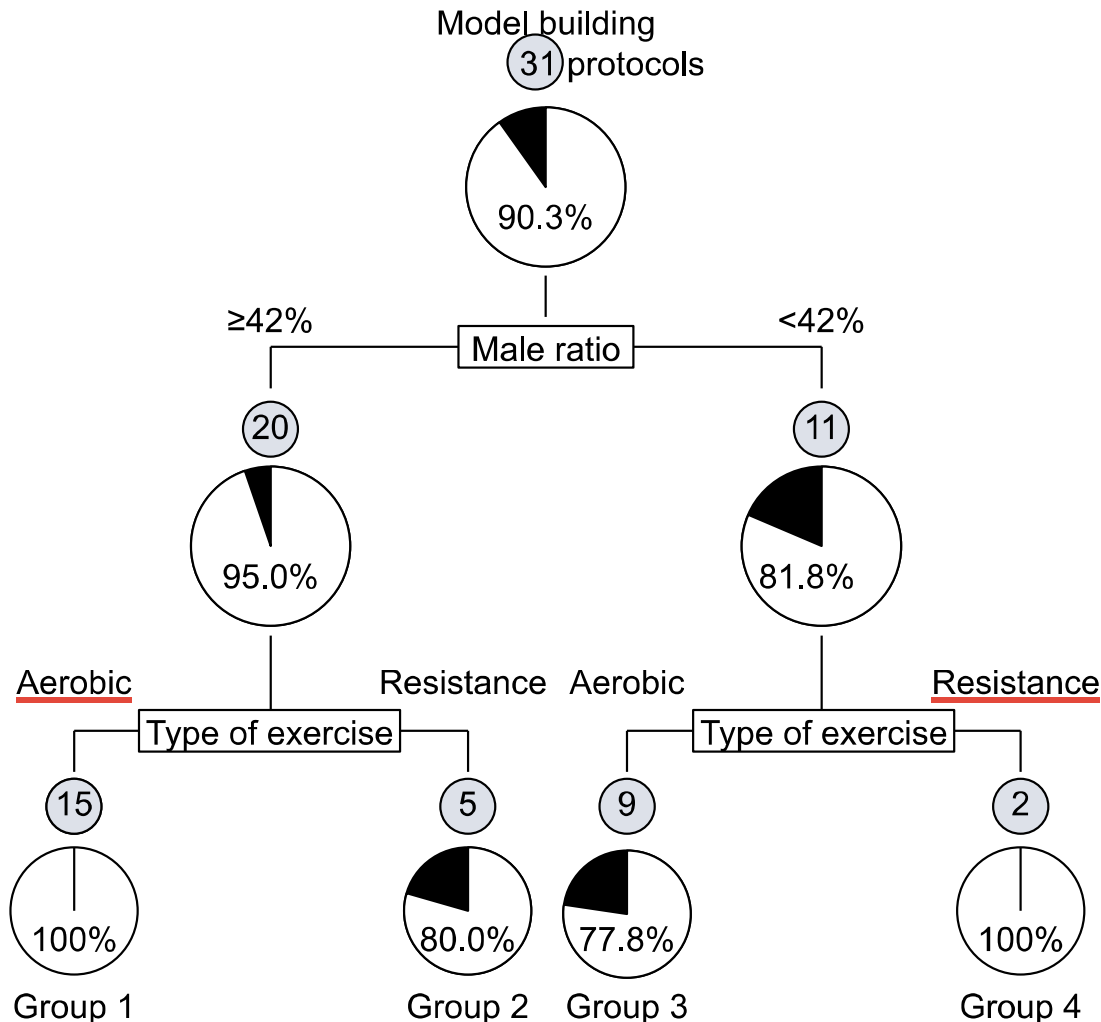 Model building
31 protocols
90.3%
≥42%
<42%
Male ratio
20
11
95.0%
81.8%
Aerobic
Resistance
Aerobic
Resistance
Type of exercise
Type of exercise
15
5
9
2
100%
80.0%
77.8%
100%
Group 1
Group 2
Group 3
Group 4